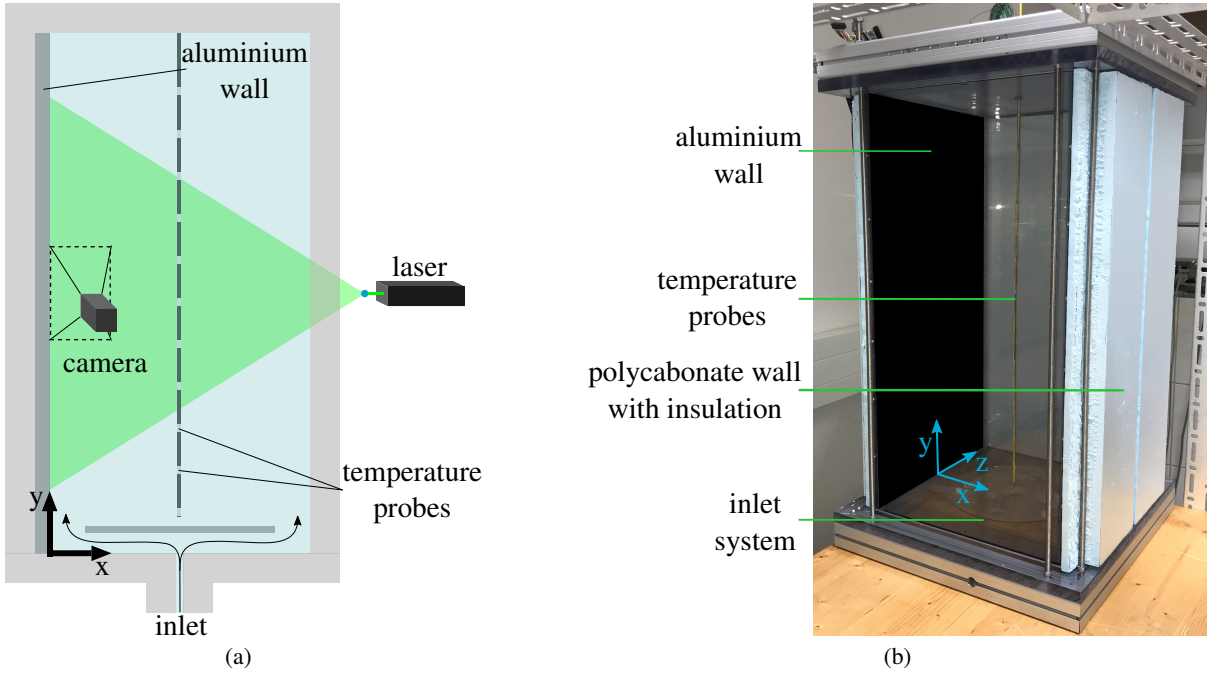 aluminium
wall
laser
camera
temperature
probes
y
x
inlet
(a)
aluminium
wall
temperature
probes
polycabonate wall
with insulation
y
z
x
inlet
system
(b)